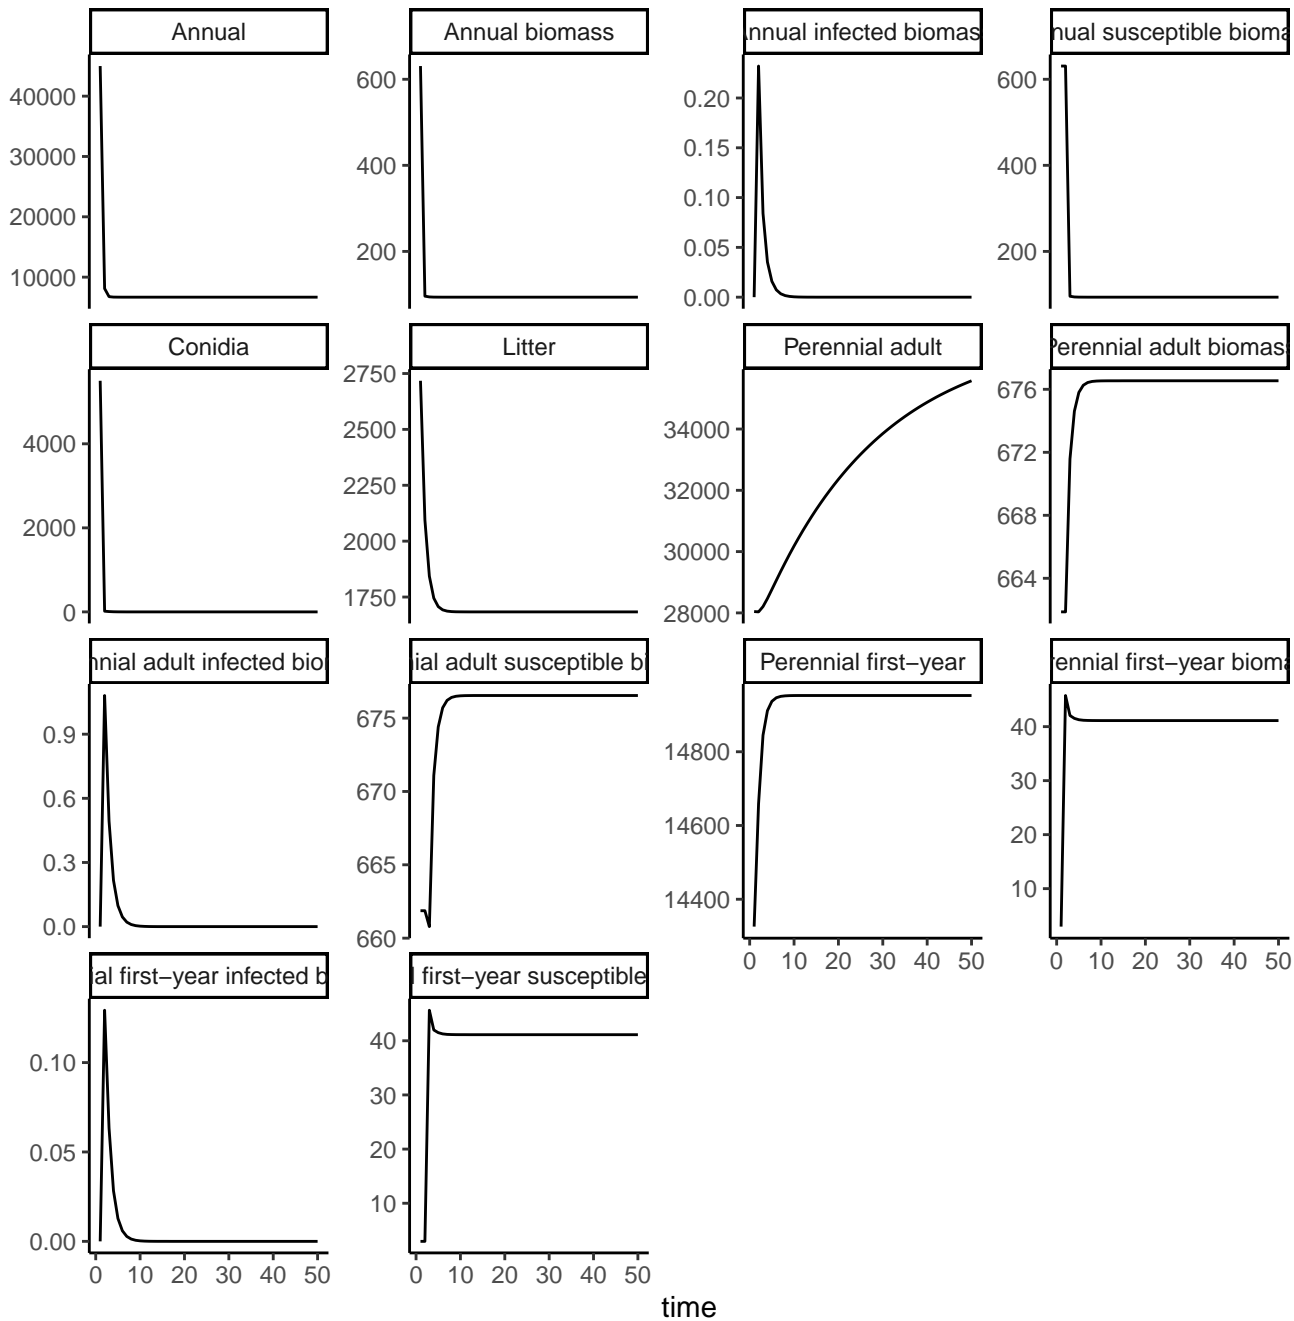 Annual
Annual biomass
Annual infected biomas
nual susceptible bioma
40000
30000
20000
10000
600
400
200
0.20
0.15
0.10
0.05
0.00
600
400
200
Conidia
Litter
Perennial adult
Perennial adult biomass
4000
2000
0
2750
2500
2250
2000
1750
34000
32000
30000
28000
676
672
668
664
nnial adult infected bio
ial adult susceptible bi
Perennial first−year
rennial first−year bioma
0.9
0.6
0.3
0.0
675
670
665
660
14800
14600
14400
40
30
20
10
0 10 20 30 40 50
0 10 20 30 40 50
ial first−year infected b
l first−year susceptible
0.10
0.05
0.00
40
30
20
10
0 10 20 30 40 50
0 10 20 30 40 50
time